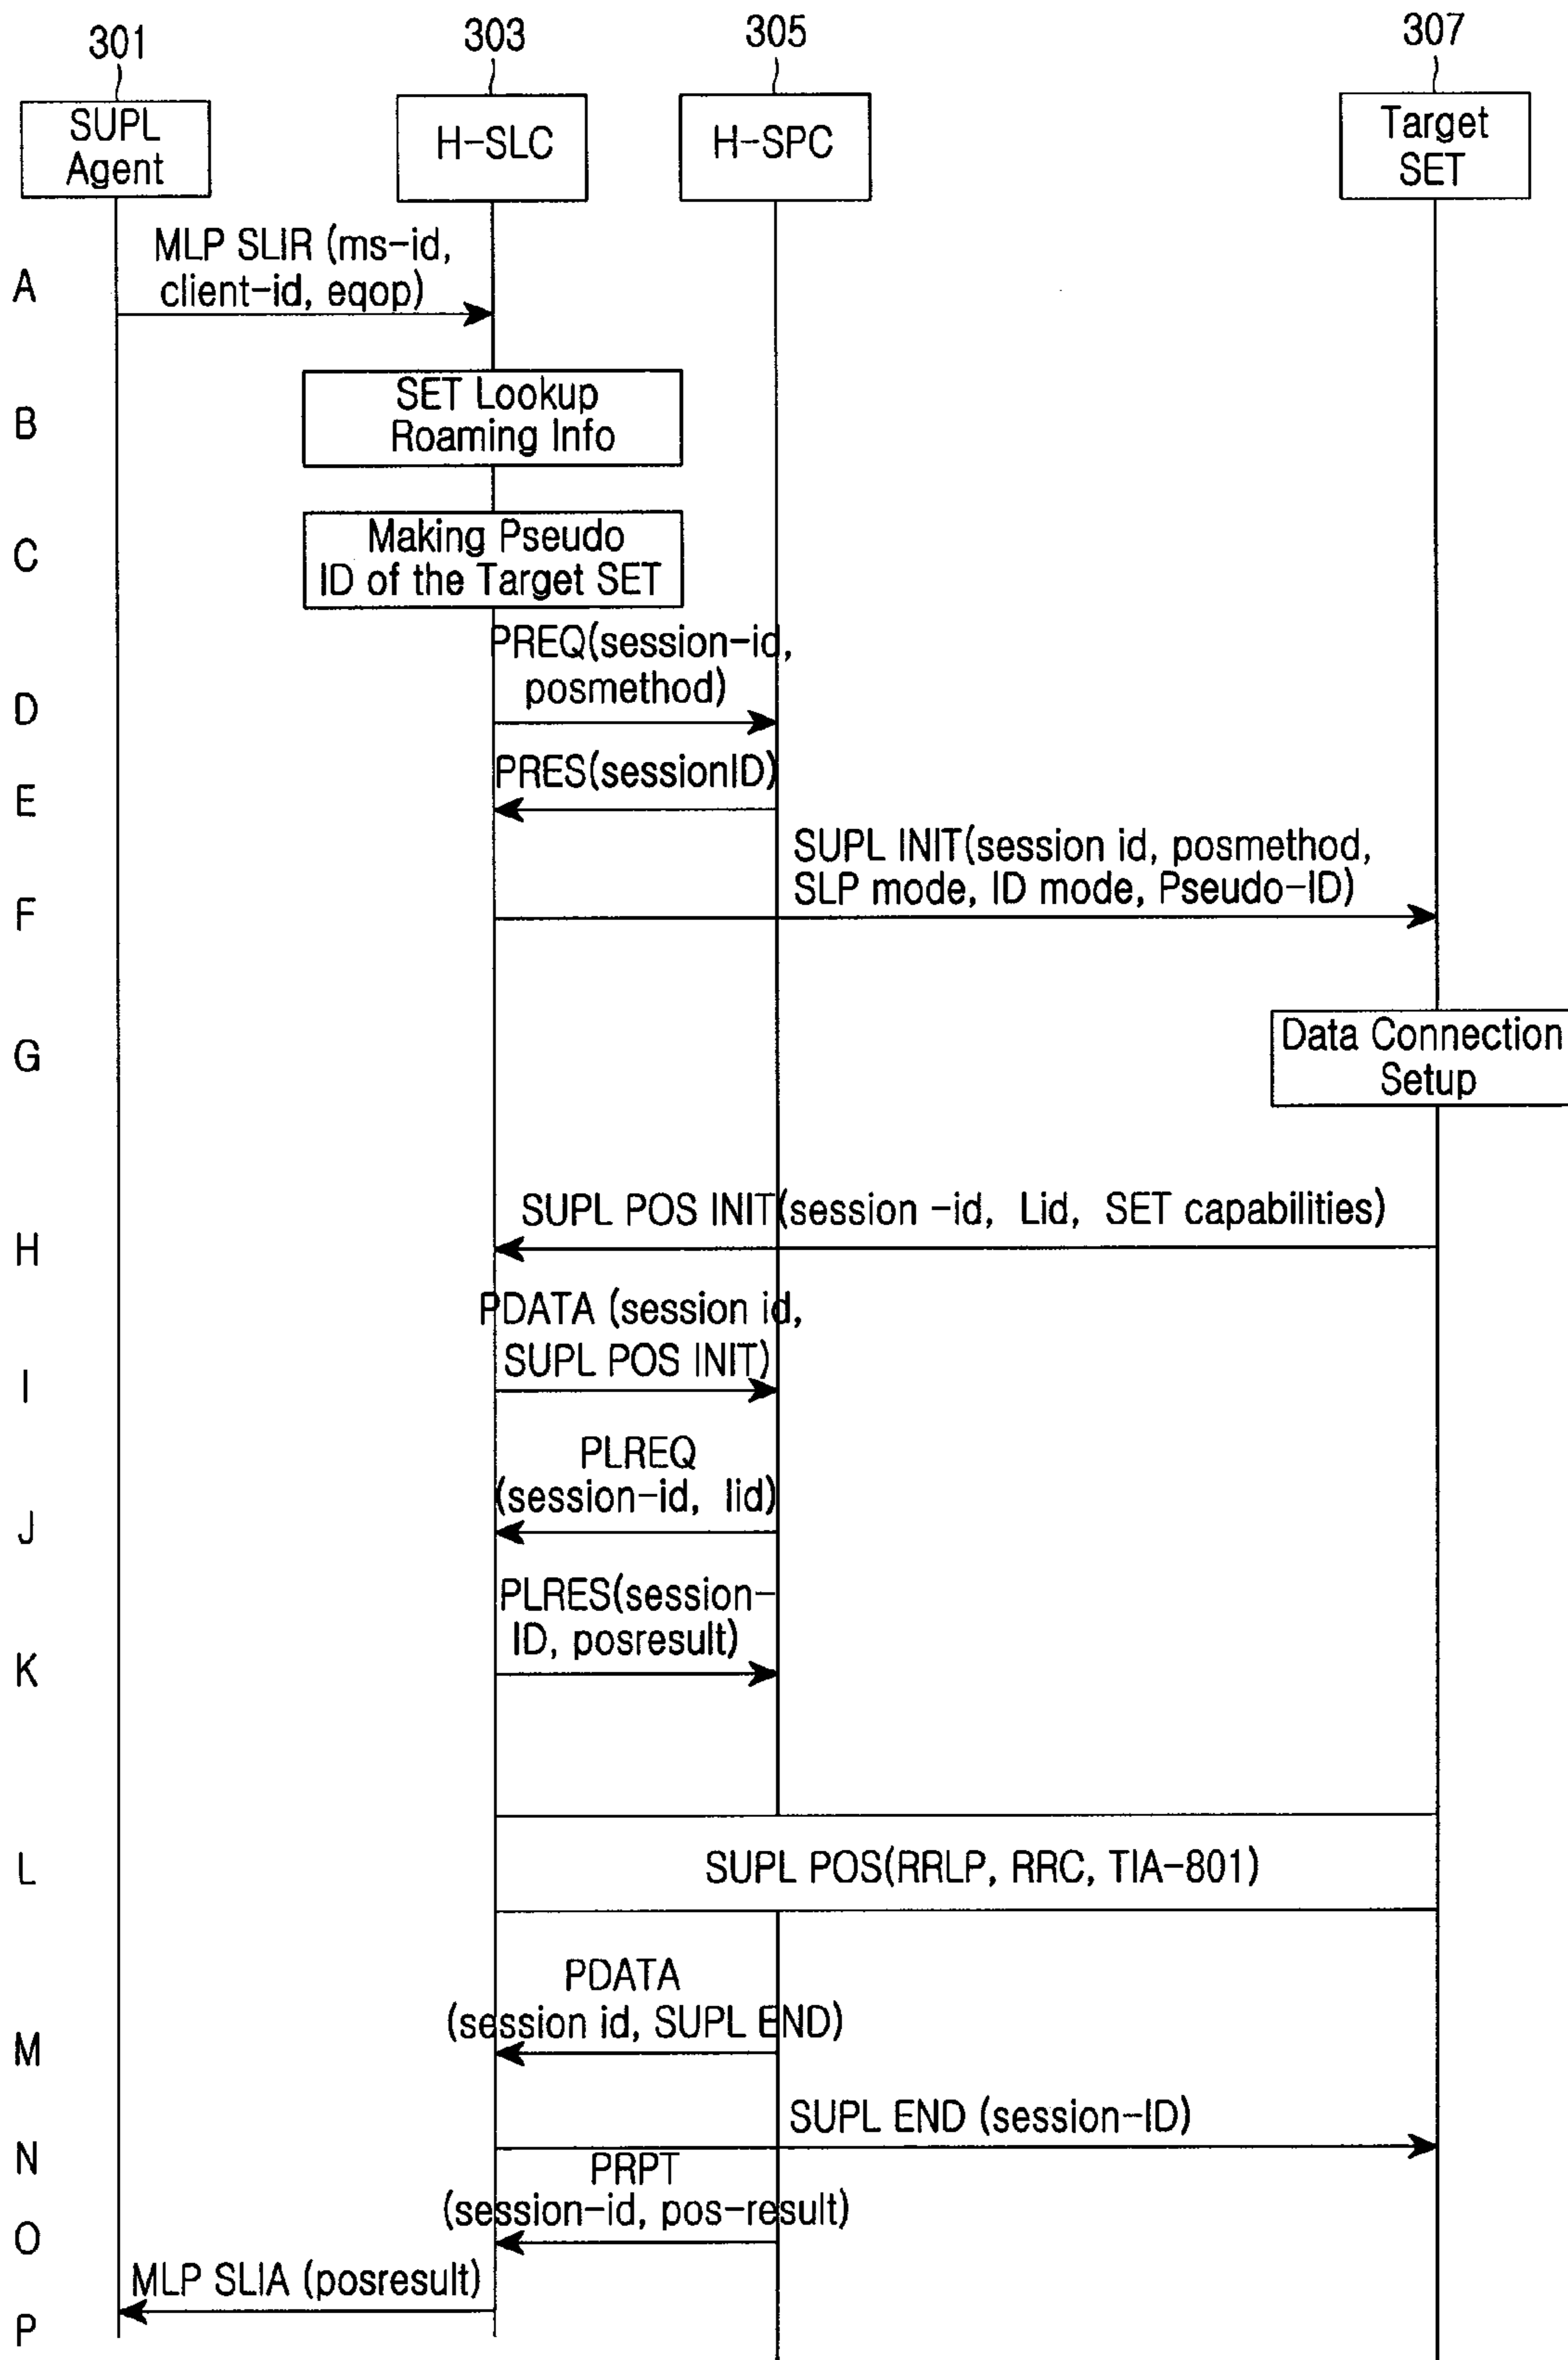 301
303
305
307
SUPL
Agent
H-SLC
H-SPC
Target
SET
A
MLP SLIR (ms-id,
client-id, eqop)
B
SET Lookup
Roaming Info
C
Making Pseudo
ID of the Target SET
D
PREQ(session-id,
posmethod)
E
PRES(sessionID)
F
SUPL INIT(session id, posmethod,
SLP mode, ID mode, Pseudo-ID)
G
Data Connection
Setup
H
SUPL POS INIT(session -id, Lid, SET capabilities)
I
PDATA (session id,
SUPL POS INIT)
J
PLREQ
(session-id, lid)
K
PLRES(session-
ID, posresult)
L
SUPL POS(RRLP, RRC, TIA-801)
M
PDATA
(session id, SUPL END)
N
SUPL END (session-ID)
O
PRPT
(session-id, pos-result)
P
MLP SLIA (posresult)